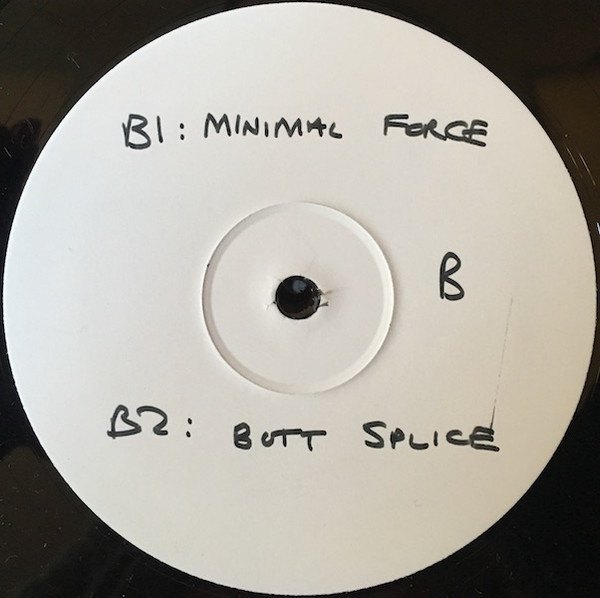 B1: MINIMAL FORCE
B
B2: BUTT SPLICE